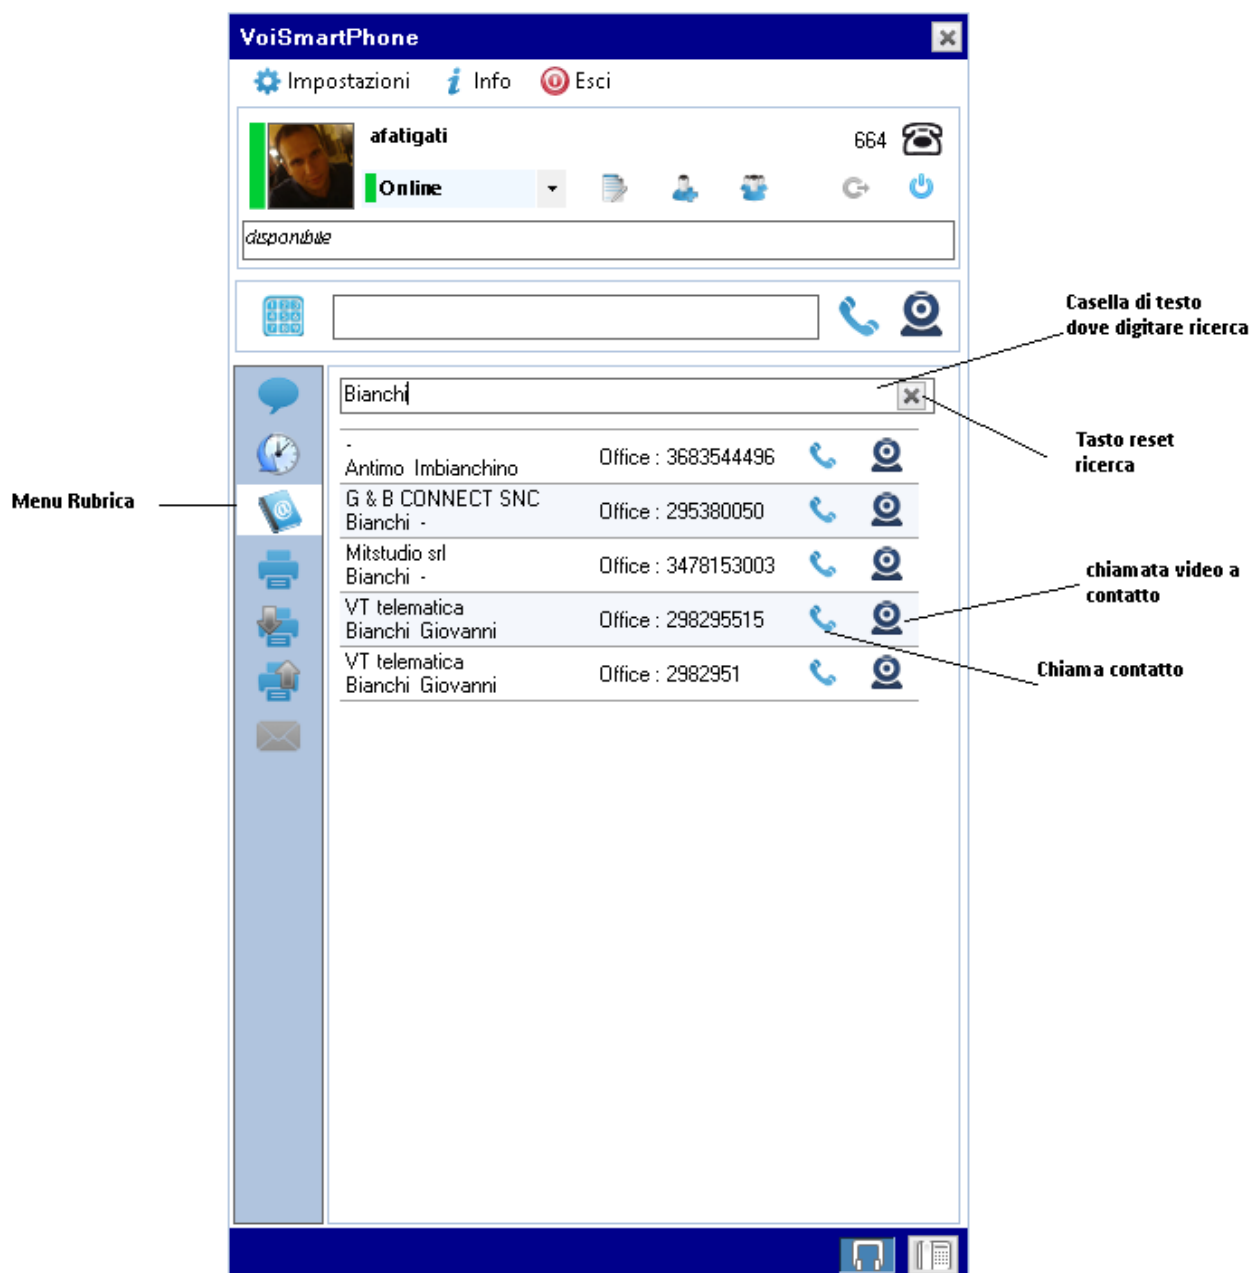 VoiSmartPhone
Impostazioni Info Esci
afatigati 664
Online
disponibile
Casella di testo
dove digitare ricerca
Bianchi
Tasto reset
ricerca
-
Antimo Imbianchino Office : 3683544496
Menu Rubrica
G & B CONNECT SNC
Bianchi - Office : 295380050
Mitstudio srl
Bianchi - Office : 3478153003
chiamata video a
contatto
VT telematica
Bianchi Giovanni Office : 298295515
VT telematica
Bianchi Giovanni Office : 2982951
Chiama contatto